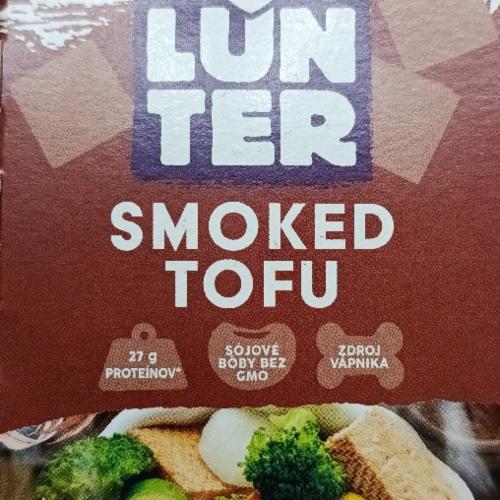 LUN
TER
SMOKED
TOFU
27 g
PROTEÍNOV*
SÓJOVÉ
BÔBY BEZ
GMO
ZDROJ
VÁPNIKA